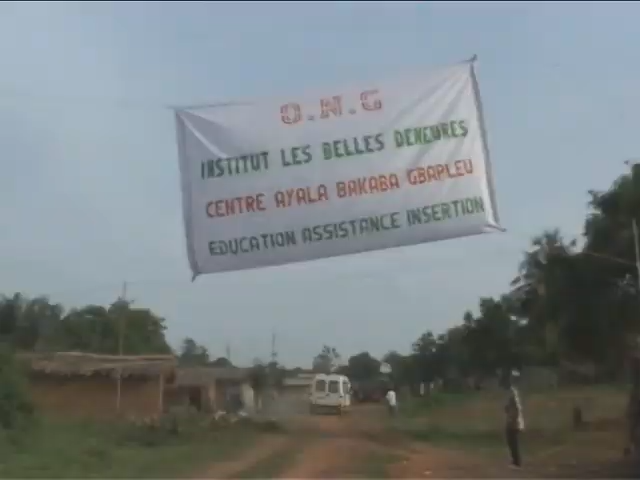 O.N.G
INSTITUT LES BELLES DEMEURES
CENTRE AYALA BAKABA GBAPLEU
EDUCATION ASSISTANCE INSERTION